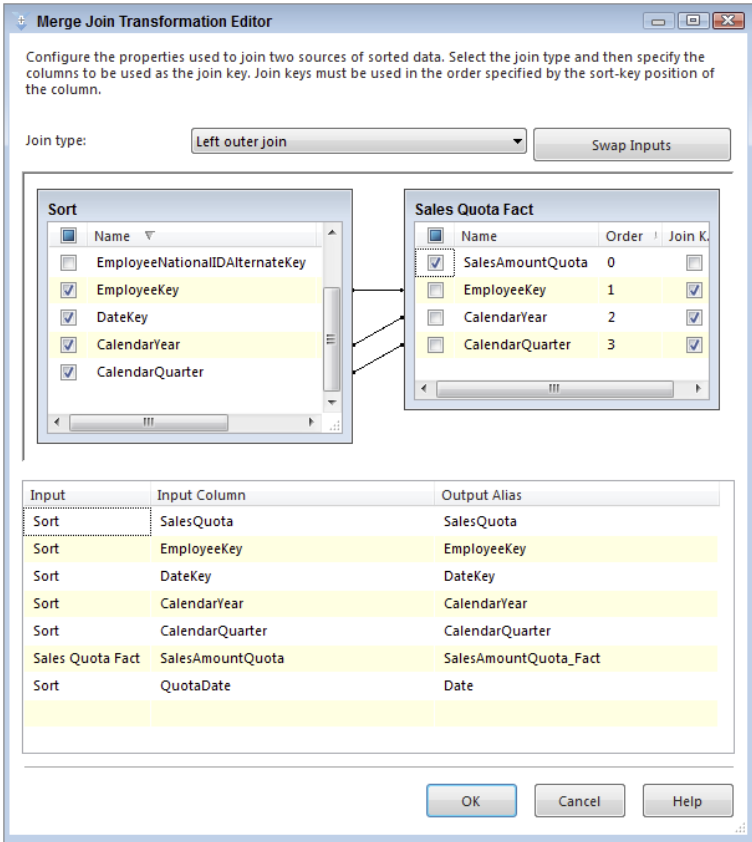 Merge Join Transformation Editor
Configure the properties used to join two sources of sorted data. Select the join type and then specify the
columns to be used as the join key. Join keys must be used in the order specified by the sort-key position of
the column.
Join type: Left outer join Swap Inputs
Sort
Name
EmployeeNationalIDAlternateKey
EmployeeKey
DateKey
CalendarYear
CalendarQuarter
Sales Quota Fact
Name Order Join K
SalesAmountQuota 0
EmployeeKey 1
CalendarYear 2
CalendarQuarter 3
Input Input Column Output Alias
Sort SalesQuota SalesQuota
Sort EmployeeKey EmployeeKey
Sort DateKey DateKey
Sort CalendarYear CalendarYear
Sort CalendarQuarter CalendarQuarter
Sales Quota Fact SalesAmountQuota SalesAmountQuota_Fact
Sort QuotaDate Date
OK Cancel Help